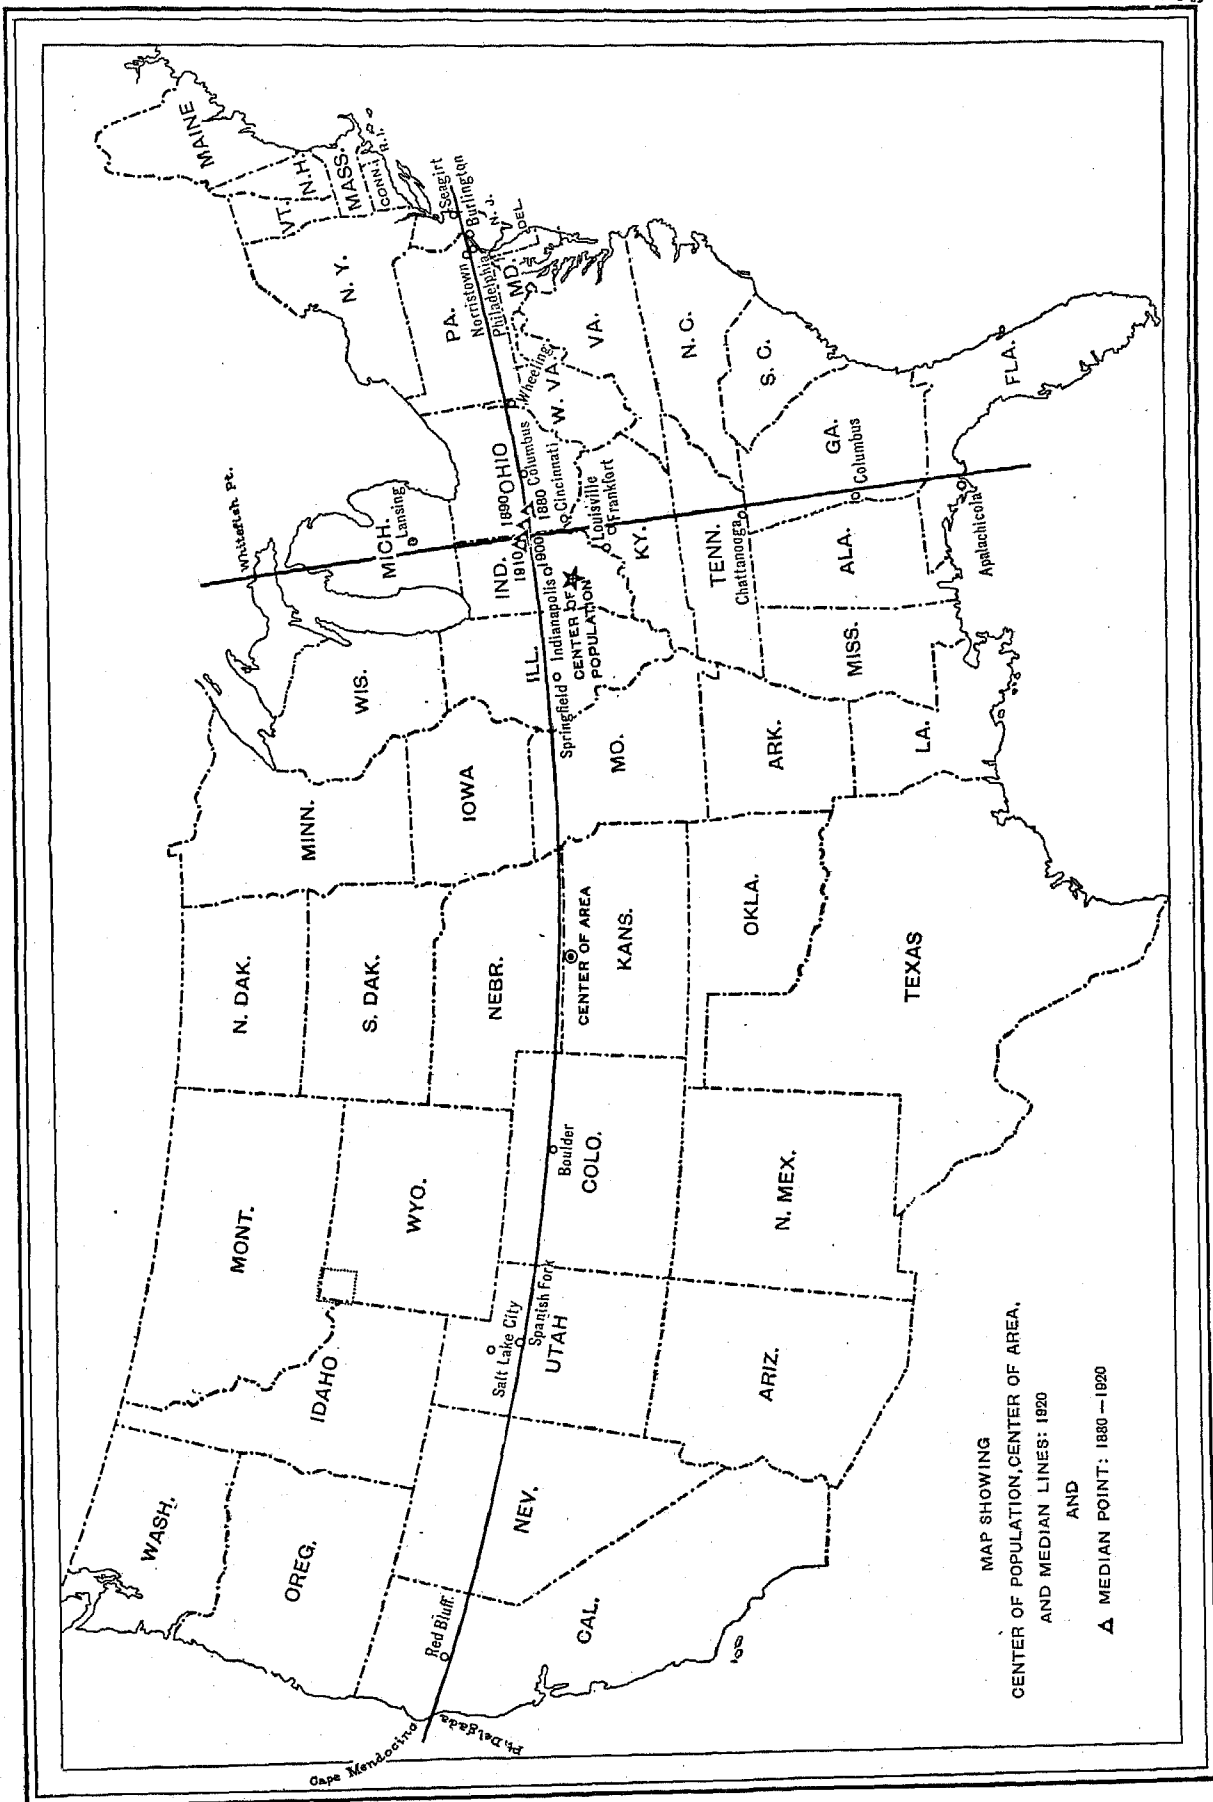 MAP SHOWING
CENTER OF POPULATION, CENTER OF AREA,
AND MEDIAN LINES: 1920
AND
△ MEDIAN POINT: 1880—1920
WASH.
OREG.
CAL.
NEV.
IDAHO
MONT.
WYO.
UTAH
ARIZ.
COLO.
N. MEX.
N. DAK.
S. DAK.
NEBR.
KANS.
OKLA.
TEXAS
MINN.
IOWA
MO.
ARK.
LA.
WIS.
ILL.
MICH.
IND.
OHIO
KY.
TENN.
MISS.
ALA.
GA.
FLA.
S. C.
N. C.
VA.
W. VA.
MD.
DEL.
N. J.
PA.
N. Y.
VT.
N.H.
MAINE
MASS.
CONN.
R.I.
Cape Mendocino
Pt. Delgada
Red Bluff
Salt Lake City
Spanish Fork
Boulder
CENTER OF AREA
Springfield
Indianapolis
CENTER OF
POPULATION
1910
1900
1890
1880
Whitefish Pt.
Lansing
Columbus
Cincinnati
Louisville
Frankfort
Chattanooga
Columbus
Apalachicola
Wheeling
Norristown
Philadelphia
Burlington
Seagirt